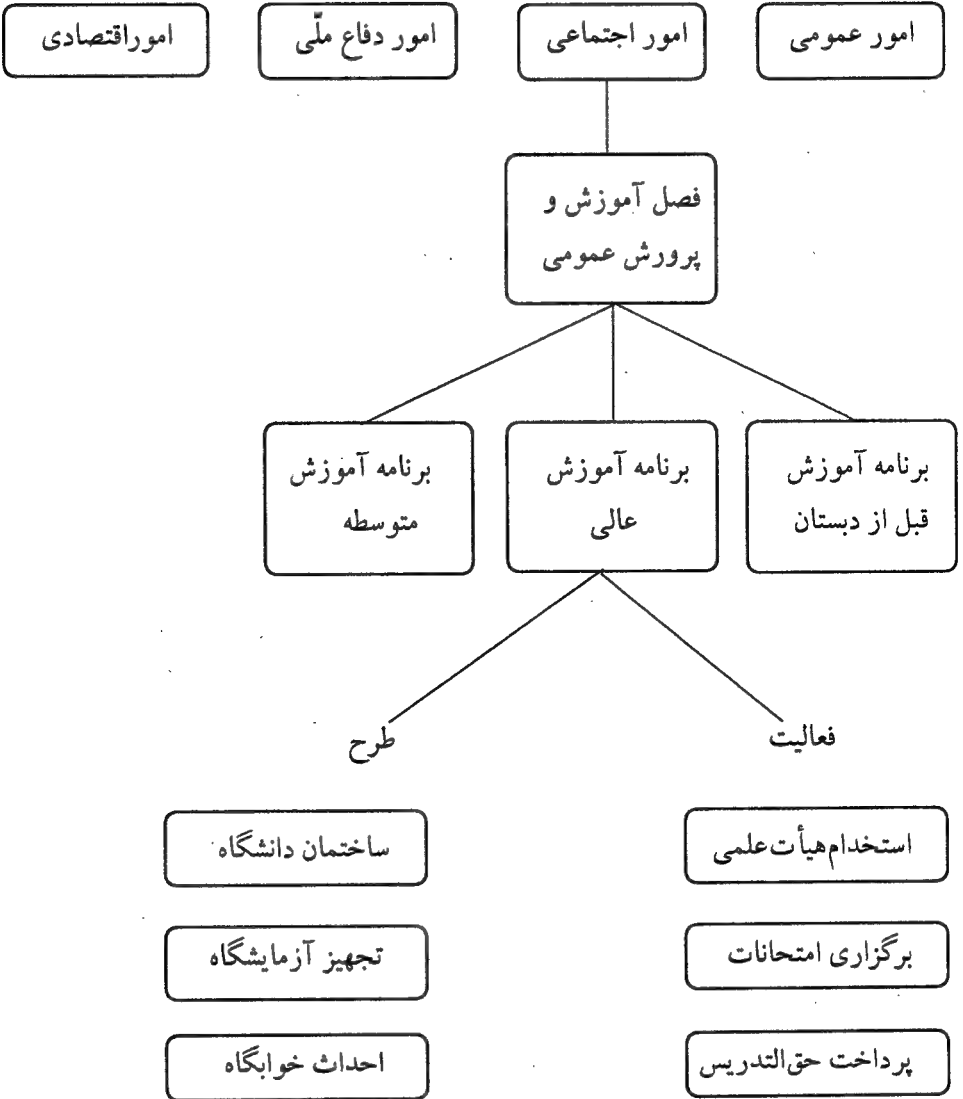 امور عمومی
امور اجتماعی
امور دفاع ملّی
اموراقتصادی
فصل آموزش و
پرورش عمومی
برنامه آموزش
قبل از دبستان
برنامه آموزش
عالی
برنامه آموزش
متوسطه
فعالیت
طرح
استخدام‌هیأت‌علمی
ساختمان دانشگاه
برگزاری امتحانات
تجهیز آزمایشگاه
پرداخت حق‌التدریس
احداث خوابگاه